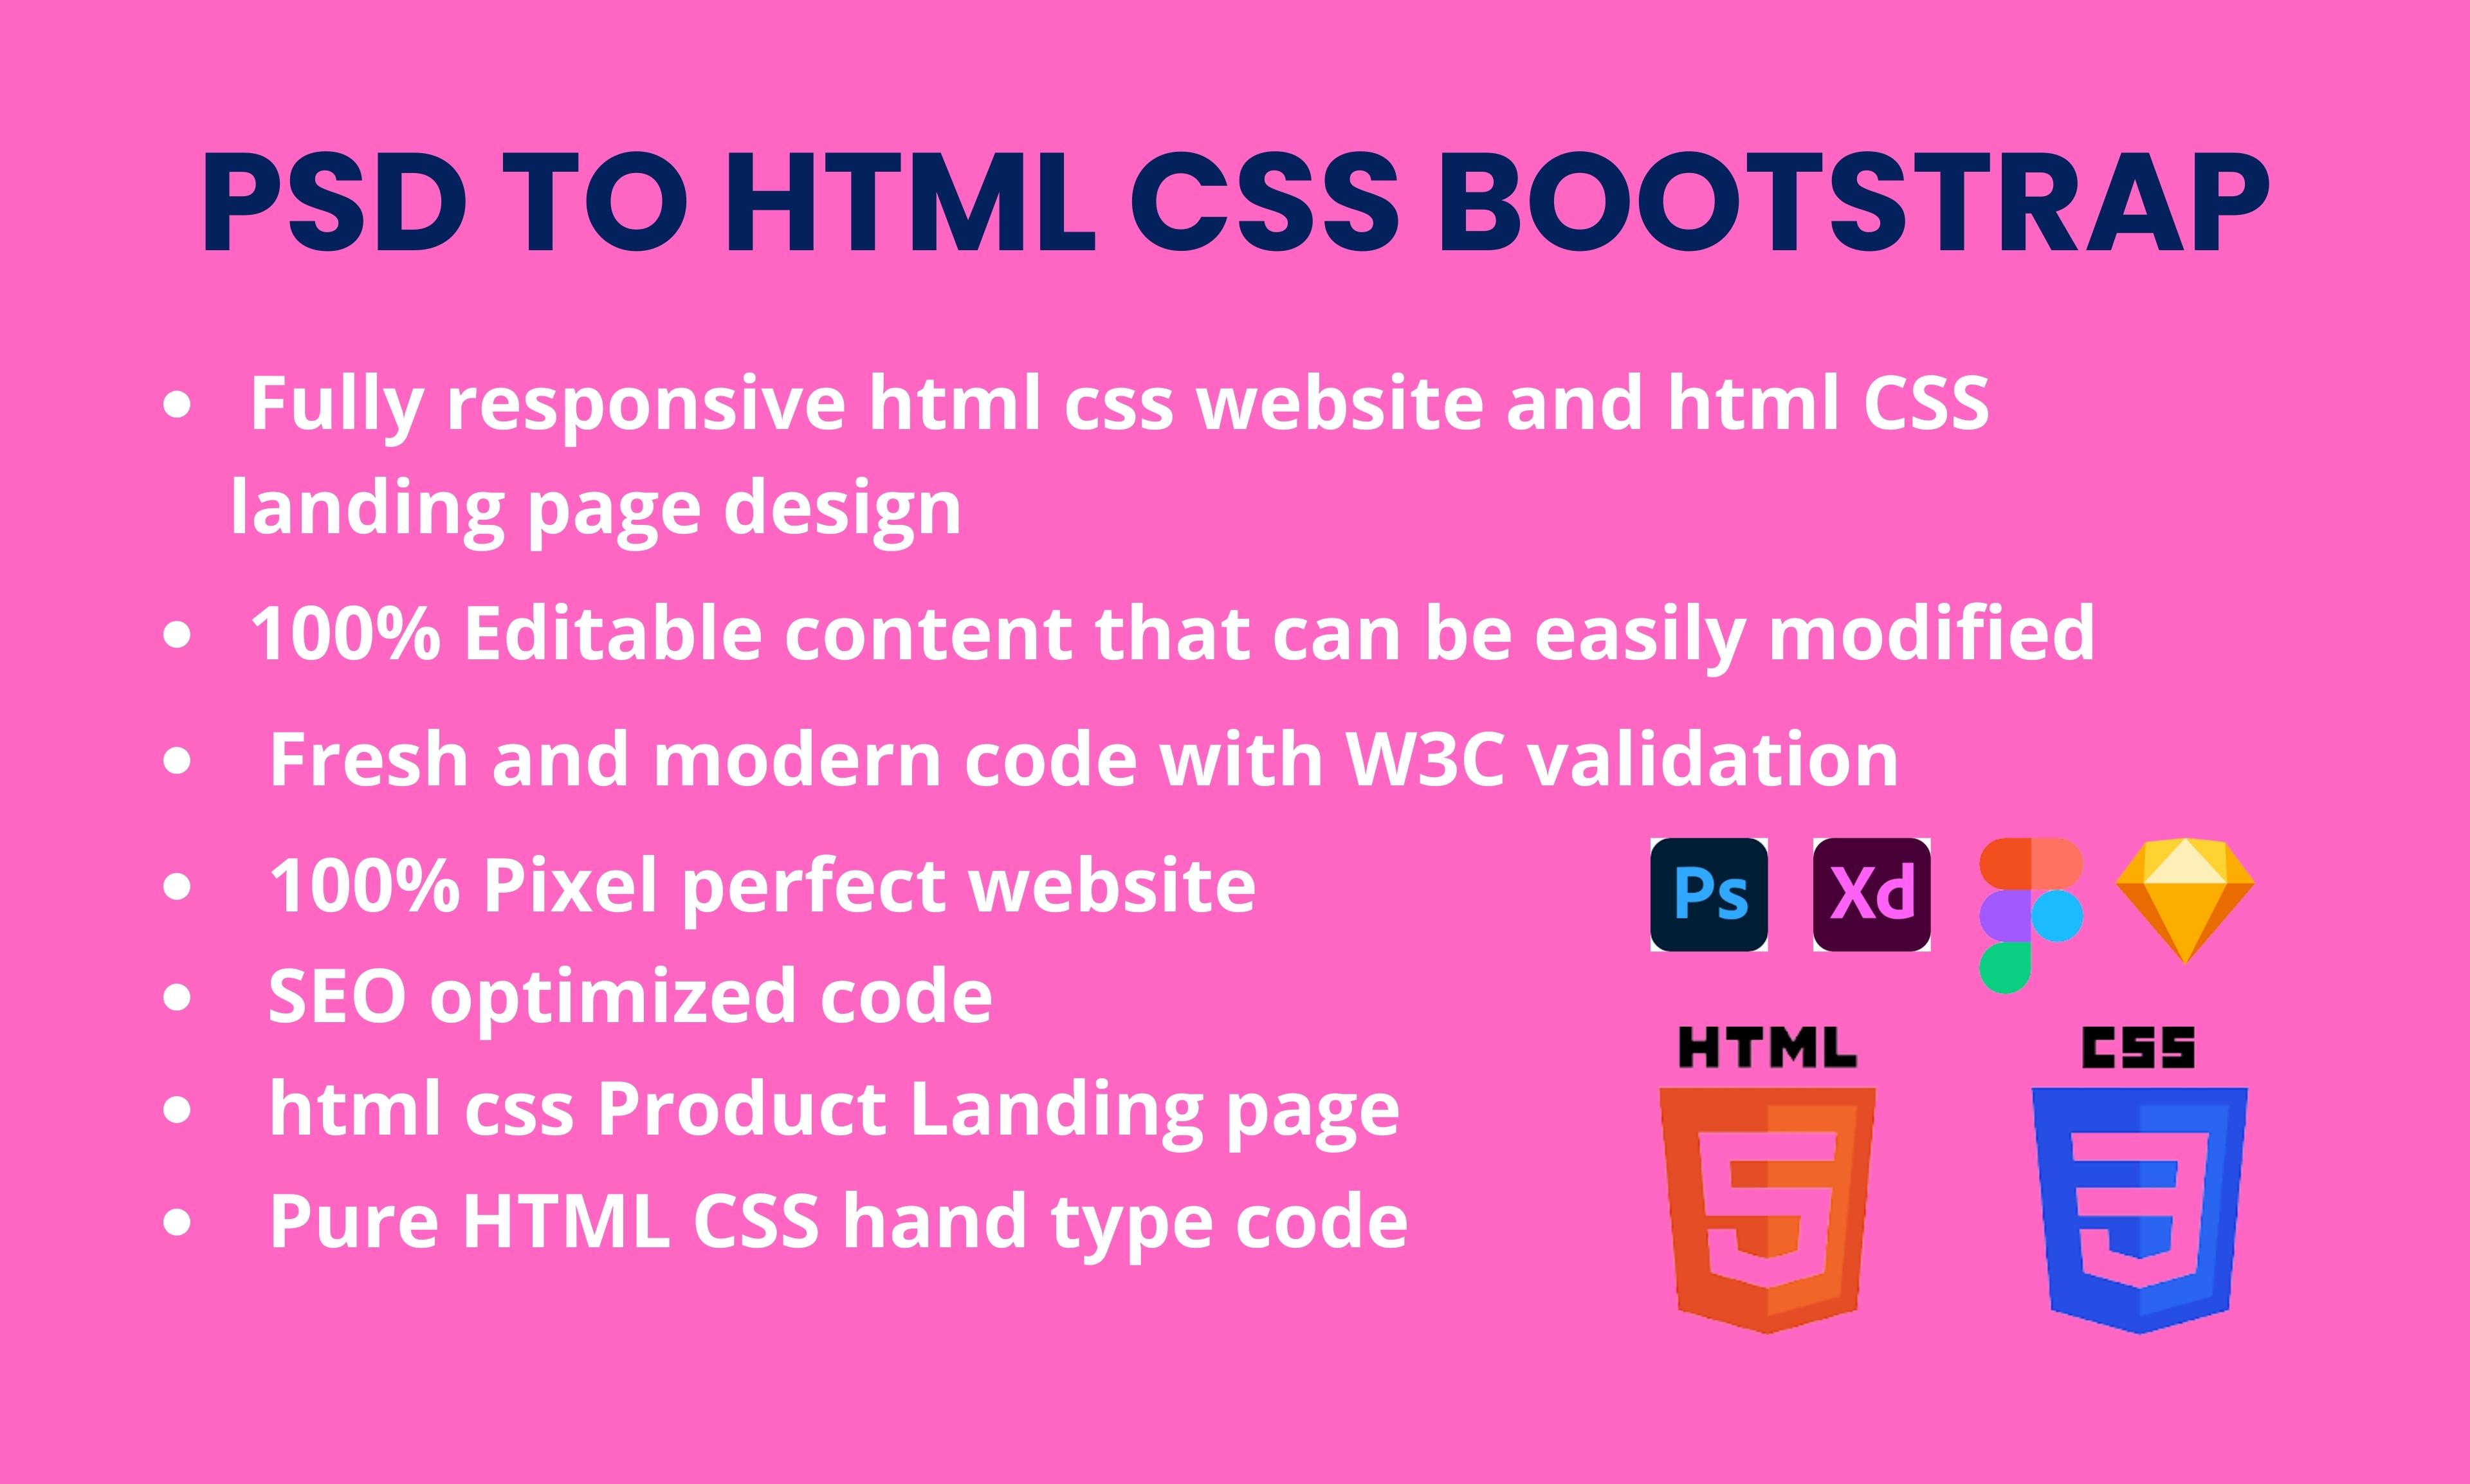 PSD TO HTML CSS BOOTSTRAP
• Fully responsive html css website and html CSS
landing page design
• 100% Editable content that can be easily modified
• Fresh and modern code with W3C validation
• 100% Pixel perfect website
Ps Xd
• SEO optimized code
HTML CSS
• html css Product Landing page
• Pure HTML CSS hand type code